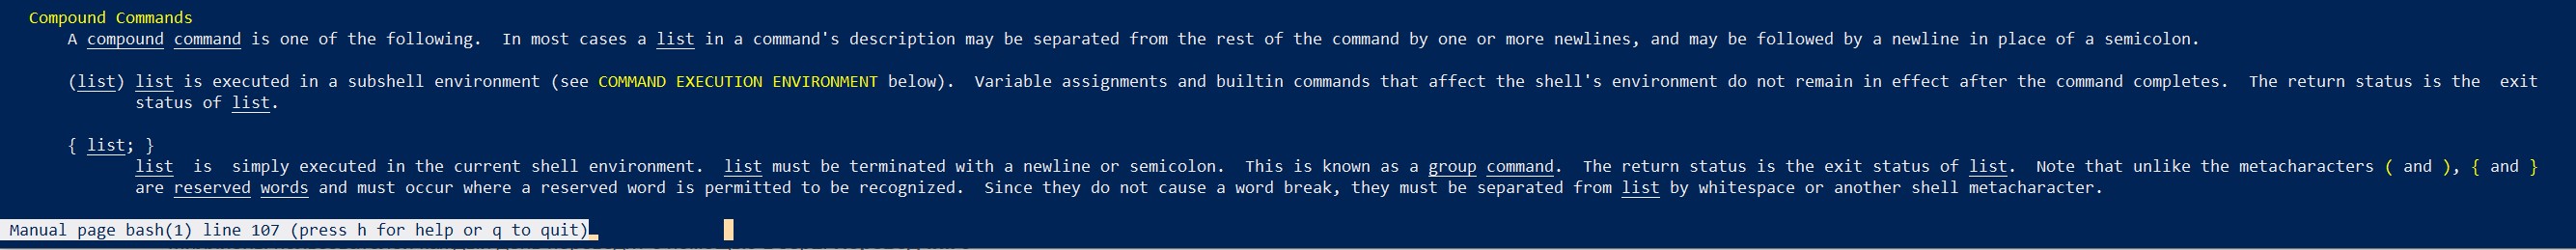 Compound Commands
A compound command is one of the following.  In most cases a list in a command's description may be separated from the rest of the command by one or more newlines, and may be followed by a newline in place of a semicolon.
(list) list is executed in a subshell environment (see COMMAND EXECUTION ENVIRONMENT below).  Variable assignments and builtin commands that affect the shell's environment do not remain in effect after the command completes.  The return status is the  exit
status of list.
{ list; }
list  is  simply executed in the current shell environment.  list must be terminated with a newline or semicolon.  This is known as a group command.  The return status is the exit status of list.  Note that unlike the metacharacters ( and ), { and }
are reserved words and must occur where a reserved word is permitted to be recognized.  Since they do not cause a word break, they must be separated from list by whitespace or another shell metacharacter.
Manual page bash(1) line 107 (press h for help or q to quit)